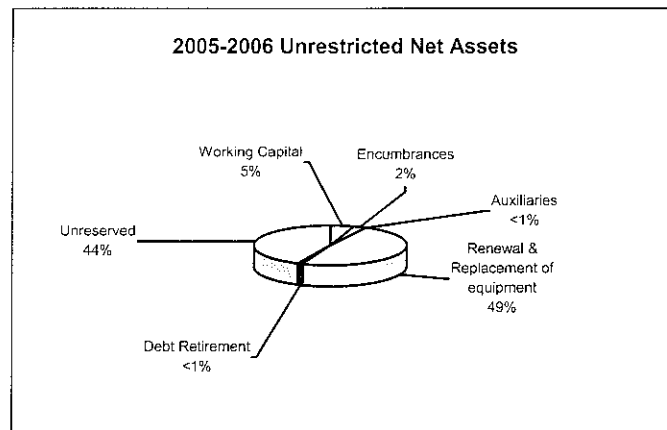 2005-2006 Unrestricted Net Assets
Working Capital
5%
Encumbrances
2%
Auxiliaries
<1%
Unreserved
44%
Renewal &
Replacement of
equipment
49%
Debt Retirement
<1%